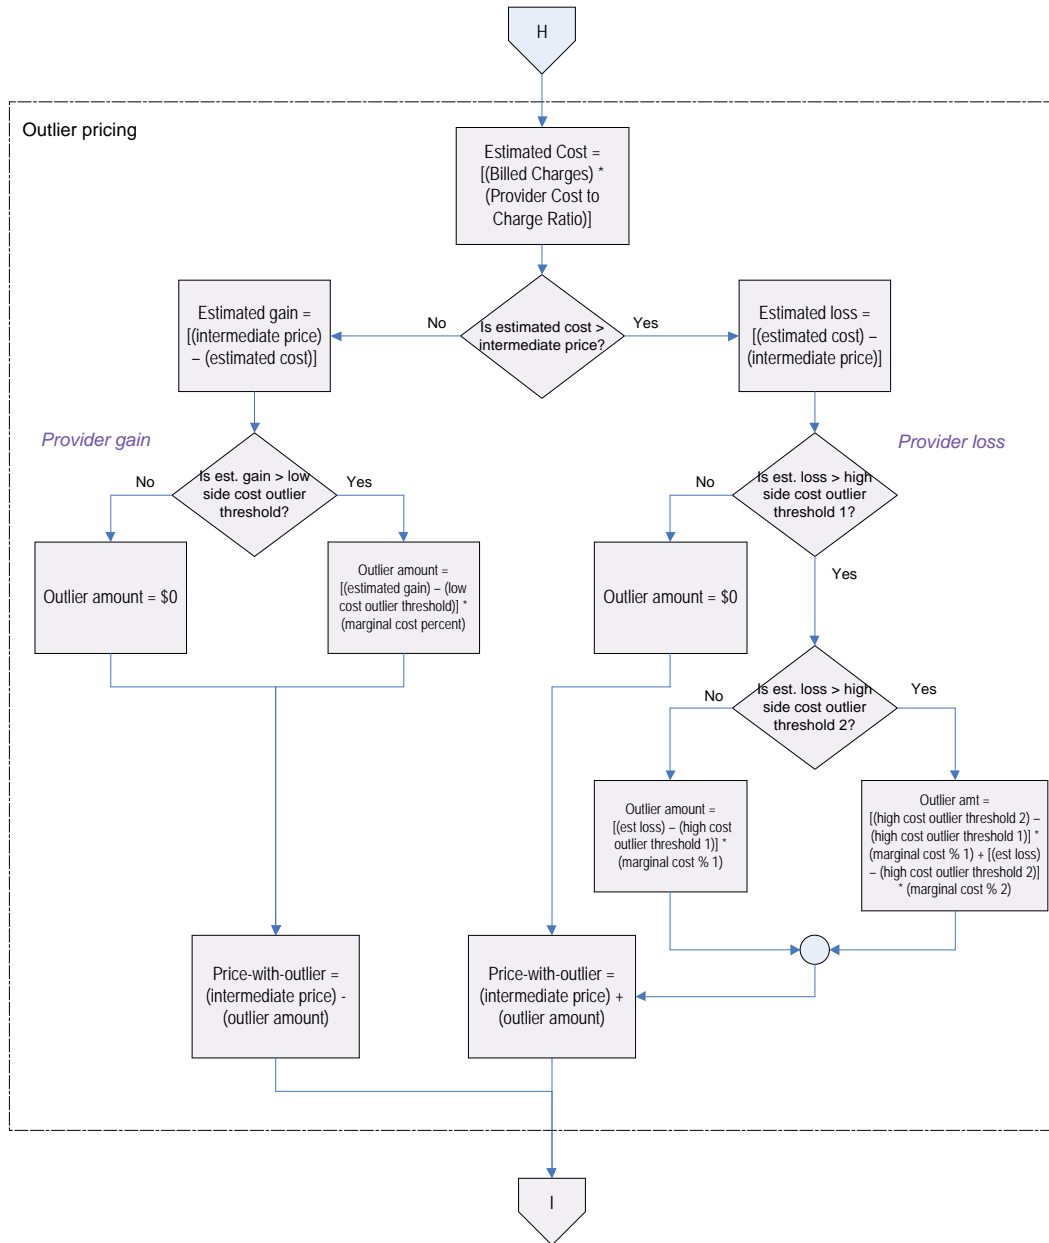 H
Outlier pricing
Estimated Cost =
[(Billed Charges) *
(Provider Cost to
Charge Ratio)]
Estimated gain =
[(intermediate price)
– (estimated cost)]
No
Is estimated cost >
intermediate price?
Yes
Estimated loss =
[(estimated cost) –
(intermediate price)]
Provider gain
Provider loss
No
Is est. gain > low
side cost outlier
threshold?
Yes
No
Is est. loss > high
side cost outlier
threshold 1?
Yes
Outlier amount = $0
Outlier amount =
[(estimated gain) – (low
cost outlier threshold)] *
(marginal cost percent)
Outlier amount = $0
No
Is est. loss > high
side cost outlier
threshold 2?
Yes
Outlier amount =
[(est loss) – (high cost
outlier threshold 1)] *
(marginal cost % 1)
Outlier amt =
[(high cost outlier threshold 2) –
(high cost outlier threshold 1)] *
(marginal cost % 1) + [(est loss)
– (high cost outlier threshold 2)]
* (marginal cost % 2)
Price-with-outlier =
(intermediate price) -
(outlier amount)
Price-with-outlier =
(intermediate price) +
(outlier amount)
I